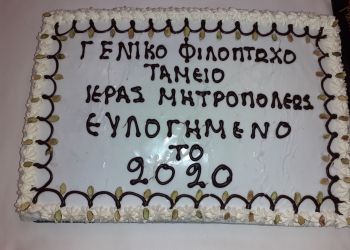 ΓΕΝΙΚΟ ΦΙΛΟΠΤΩΧΟ
ΤΑΜΕΙΟ
ΙΕΡΑΣ ΜΗΤΡΟΠΟΛΕΩΣ
ΕΥΛΟΓΗΜΕΝΟ
ΤΟ
2020